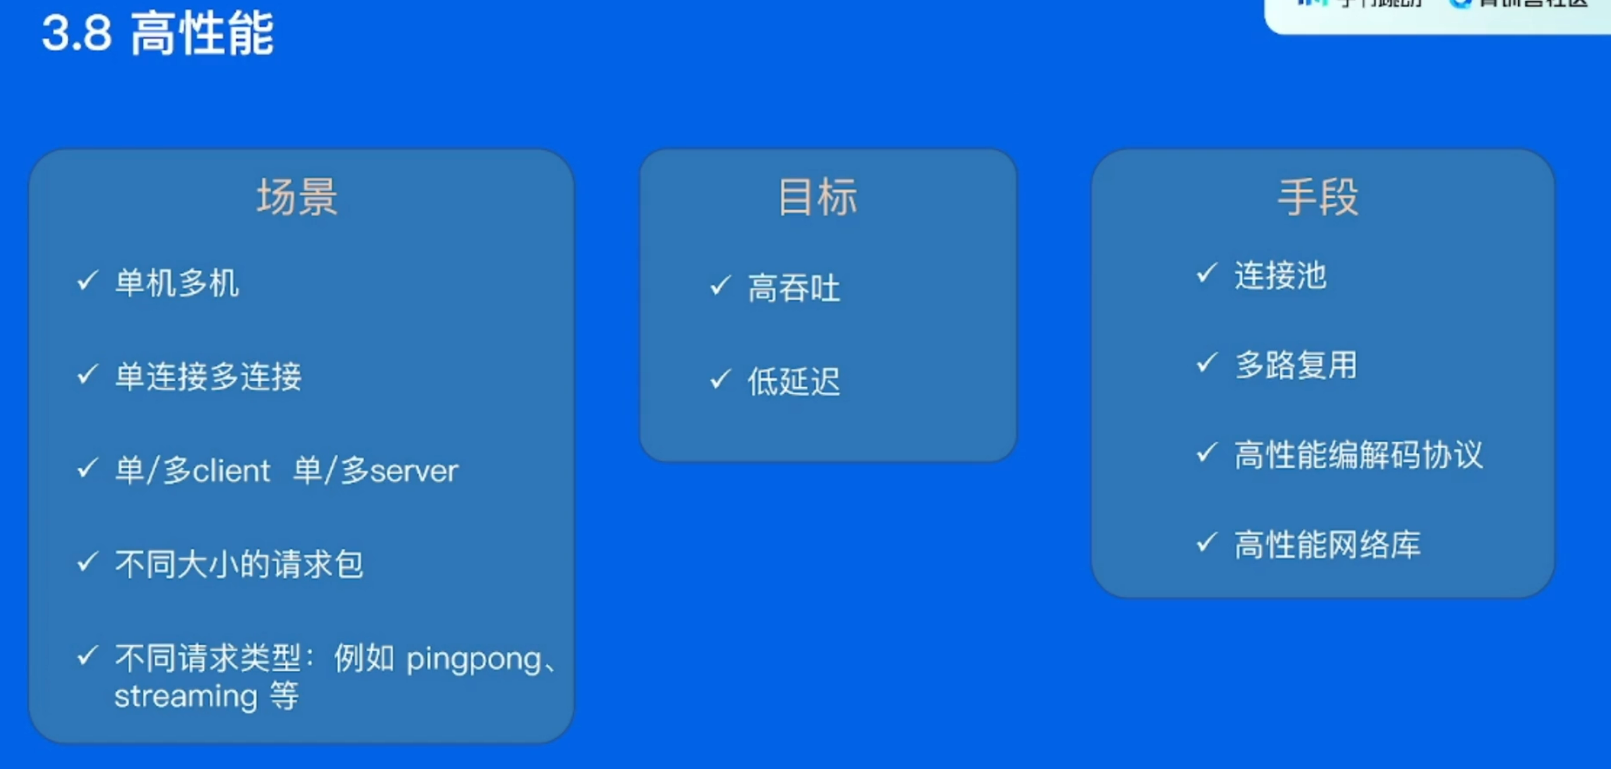 3.8 高性能
场景
✓ 单机多机
✓ 单连接多连接
✓ 单/多client 单/多server
✓ 不同大小的请求包
✓ 不同请求类型：例如 pingpong、
streaming 等
目标
✓ 高吞吐
✓ 低延迟
手段
✓ 连接池
✓ 多路复用
✓ 高性能编解码协议
✓ 高性能网络库